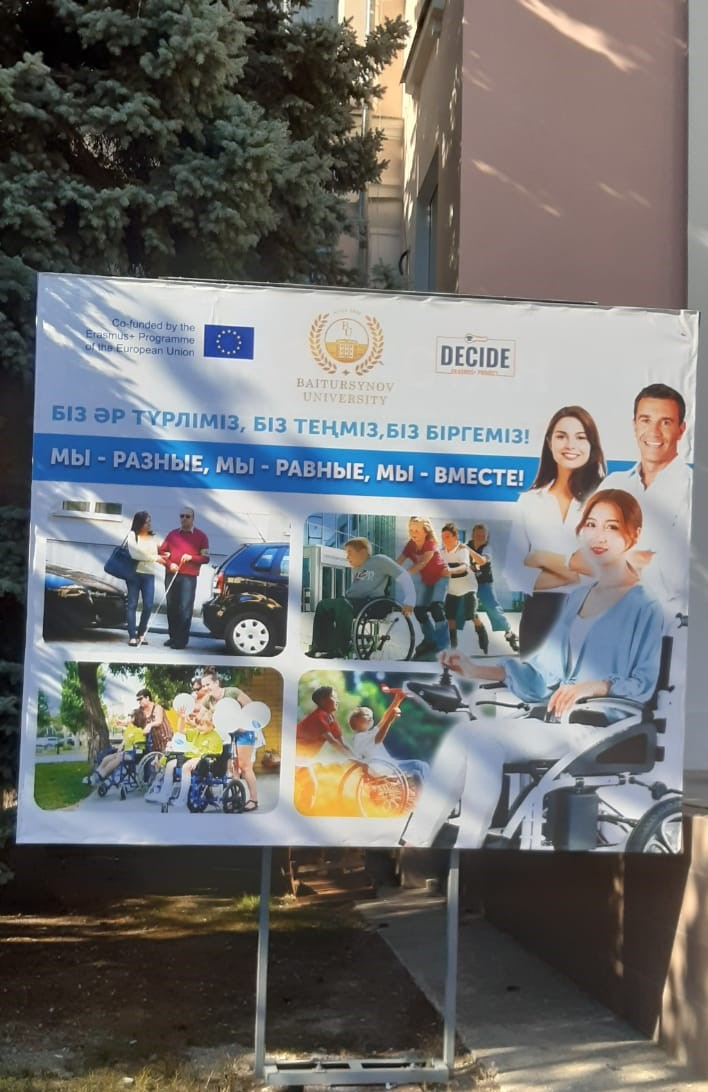 Co-funded by the
Erasmus+ Programme
of the European Union
BAITURSYNOV
UNIVERSITY
DECIDE
ERASMUS+ PROJECT
БІЗ ӘР ТҮРЛІМІЗ, БІЗ ТЕҢМІЗ,БІЗ БІРГЕМІЗ!
МЫ - РАЗНЫЕ, МЫ - РАВНЫЕ, МЫ - ВМЕСТЕ!